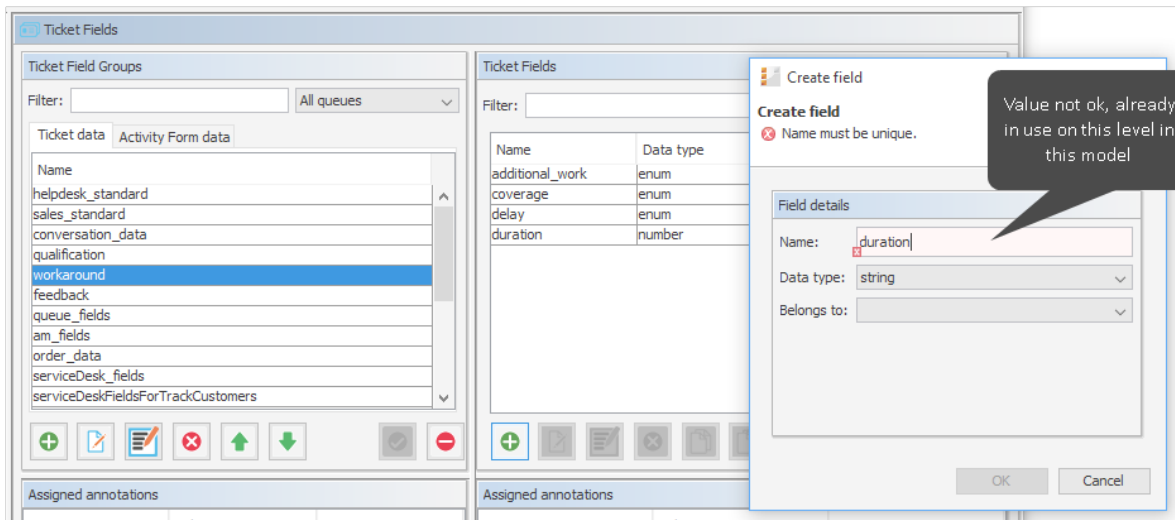 Ticket Fields
Ticket Field Groups
Filter:
All queues
Ticket data
Activity Form data
Name
helpdesk_standard
sales_standard
conversation_data
qualification
workaround
feedback
queue_fields
am_fields
order_data
serviceDesk_fields
serviceDeskFieldsForTrackCustomers
Assigned annotations
Ticket Fields
Filter:
Name Data type
additional_work enum
coverage enum
delay enum
duration number
Assigned annotations
Create field
Create field
Name must be unique.
Value not ok, already
in use on this level in
this model
Field details
Name: duration
Data type: string
Belongs to:
OK Cancel